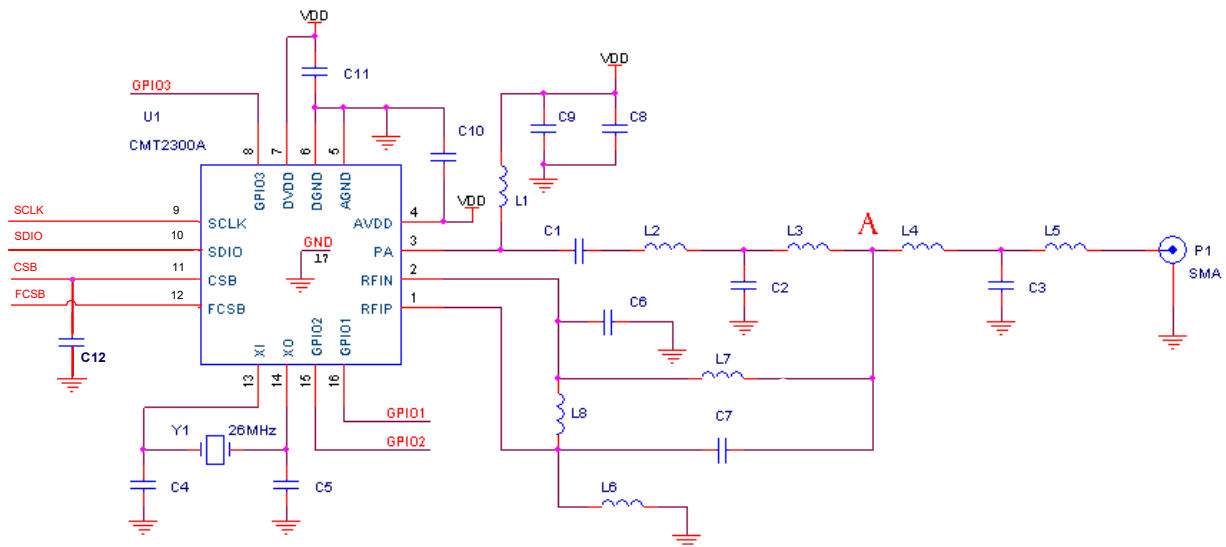 VDD
C11
GPIO3
U1
CMT2300A
VDD
C9
C8
C10
8
7
6
5
GPIO3
DVDD
DGND
AGND
L1
VDD
SCLK
9
SCLK
AVDD
4
SDIO
10
SDIO
GND
17
PA
3
C1
L2
L3
A
L4
L5
P1
SMA
CSB
11
CSB
RFIN
2
C2
C3
FCSB
12
FCSB
RFIP
1
C6
C12
XI
XO
GPIO2
GPIO1
13
14
15
16
L7
L8
C7
GPIO1
GPIO2
Y1
26MHz
C4
C5
L6